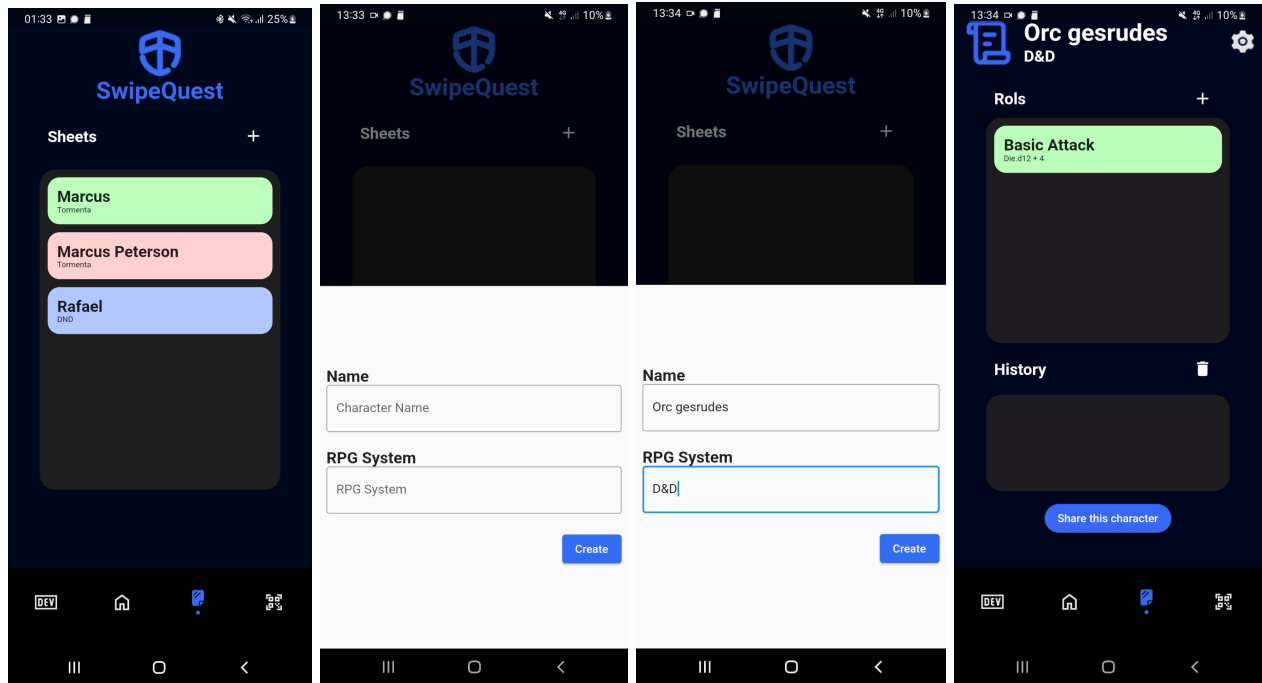 01:33
25%
SwipeQuest
Sheets
+
Marcus
Tormenta
Marcus Peterson
Tormenta
Rafael
DND
DEV
13:33
10%
SwipeQuest
Sheets
+
Name
Character Name
RPG System
RPG System
Create
13:34
10%
SwipeQuest
Sheets
+
Name
Orc gesrudes
RPG System
D&D
Create
13:34
10%
Orc gesrudes
D&D
Rols
+
Basic Attack
Die.d12 + 4
History
Share this character
DEV